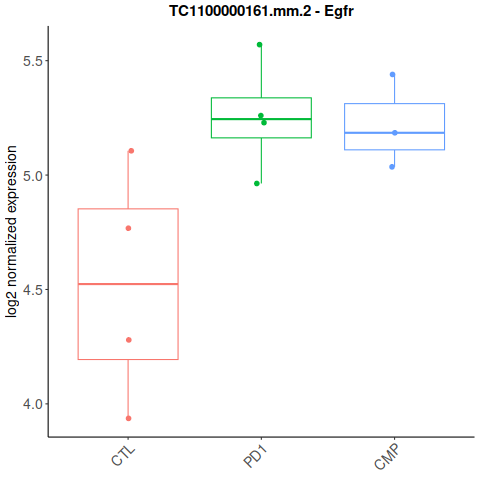 TC1100000161.mm.2 - Egfr
log2 normalized expression
5.5
5.0
4.5
4.0
CTL
PD1
CMP